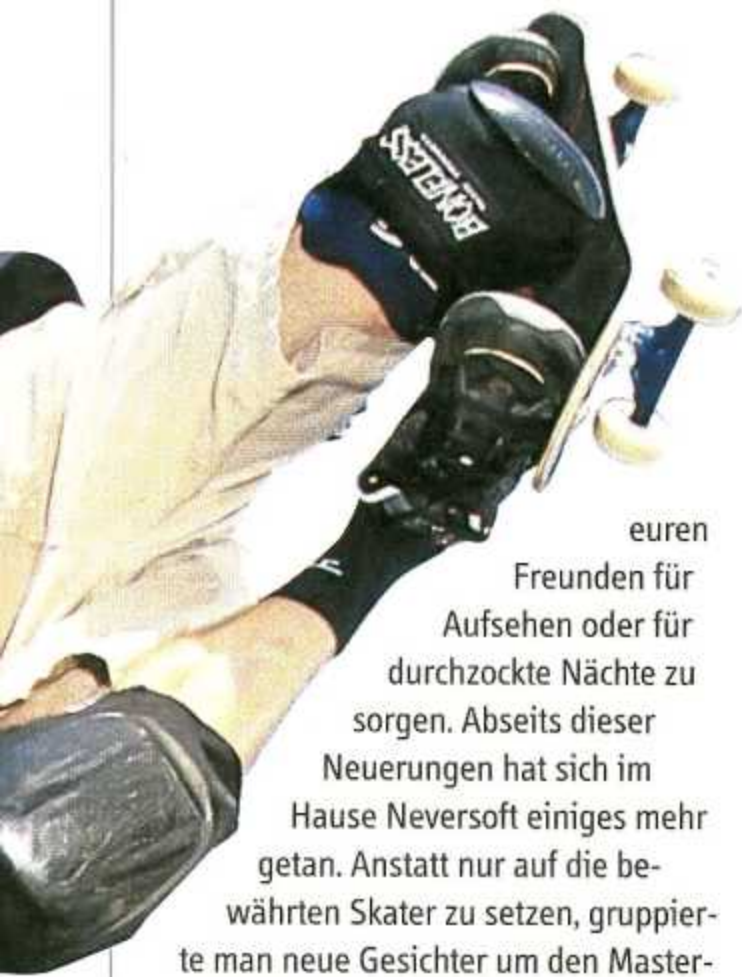 BONELESS
euren
Freunden für
Aufsehen oder für
durchzockte Nächte zu
sorgen. Abseits dieser
Neuerungen hat sich im
Hause Neversoft einiges mehr
getan. Anstatt nur auf die be-
währten Skater zu setzen, gruppier-
te man neue Gesichter um den Master-